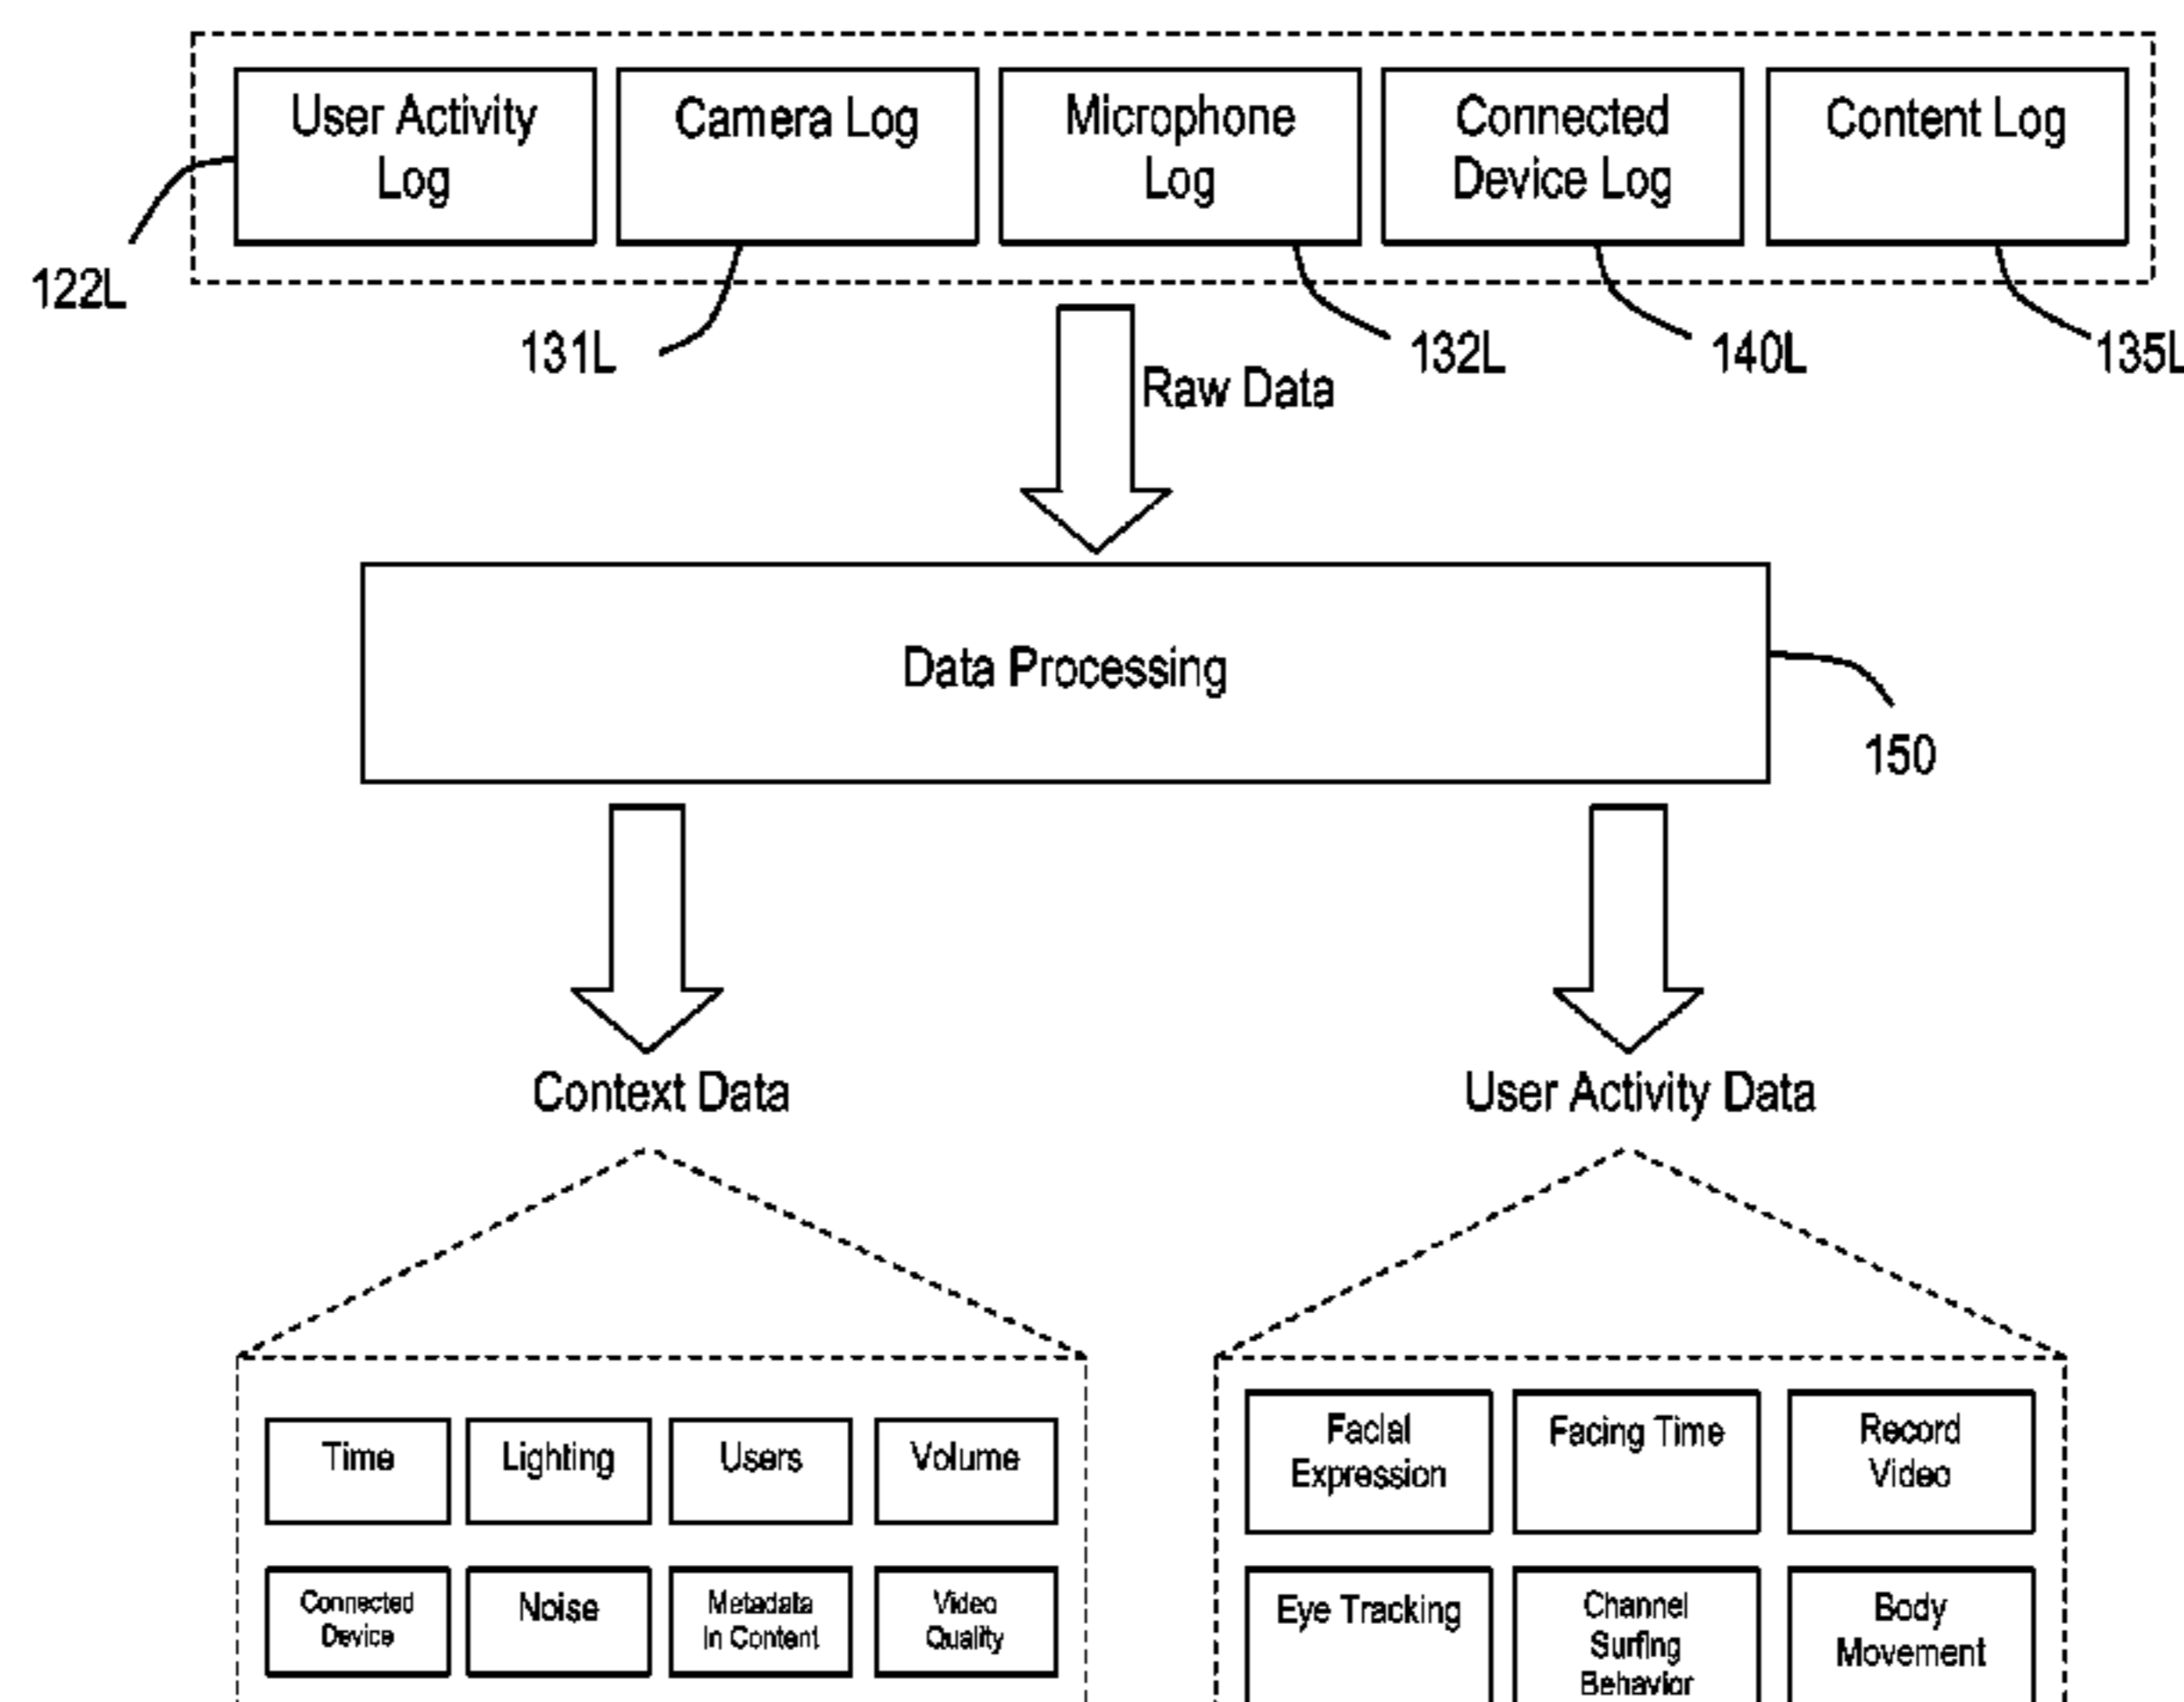 User Activity
Log
Camera Log
Microphone
Log
Connected
Device Log
Content Log
122L
131L
132L
140L
135L
Raw Data
Data Processing
150
Context Data
User Activity Data
Time
Lighting
Users
Volume
Connected
Device
Noise
Metadata
In Content
Video
Quality
Facial
Expression
Facing Time
Record
Video
Eye Tracking
Channel
Surfing
Behavior
Body
Movement